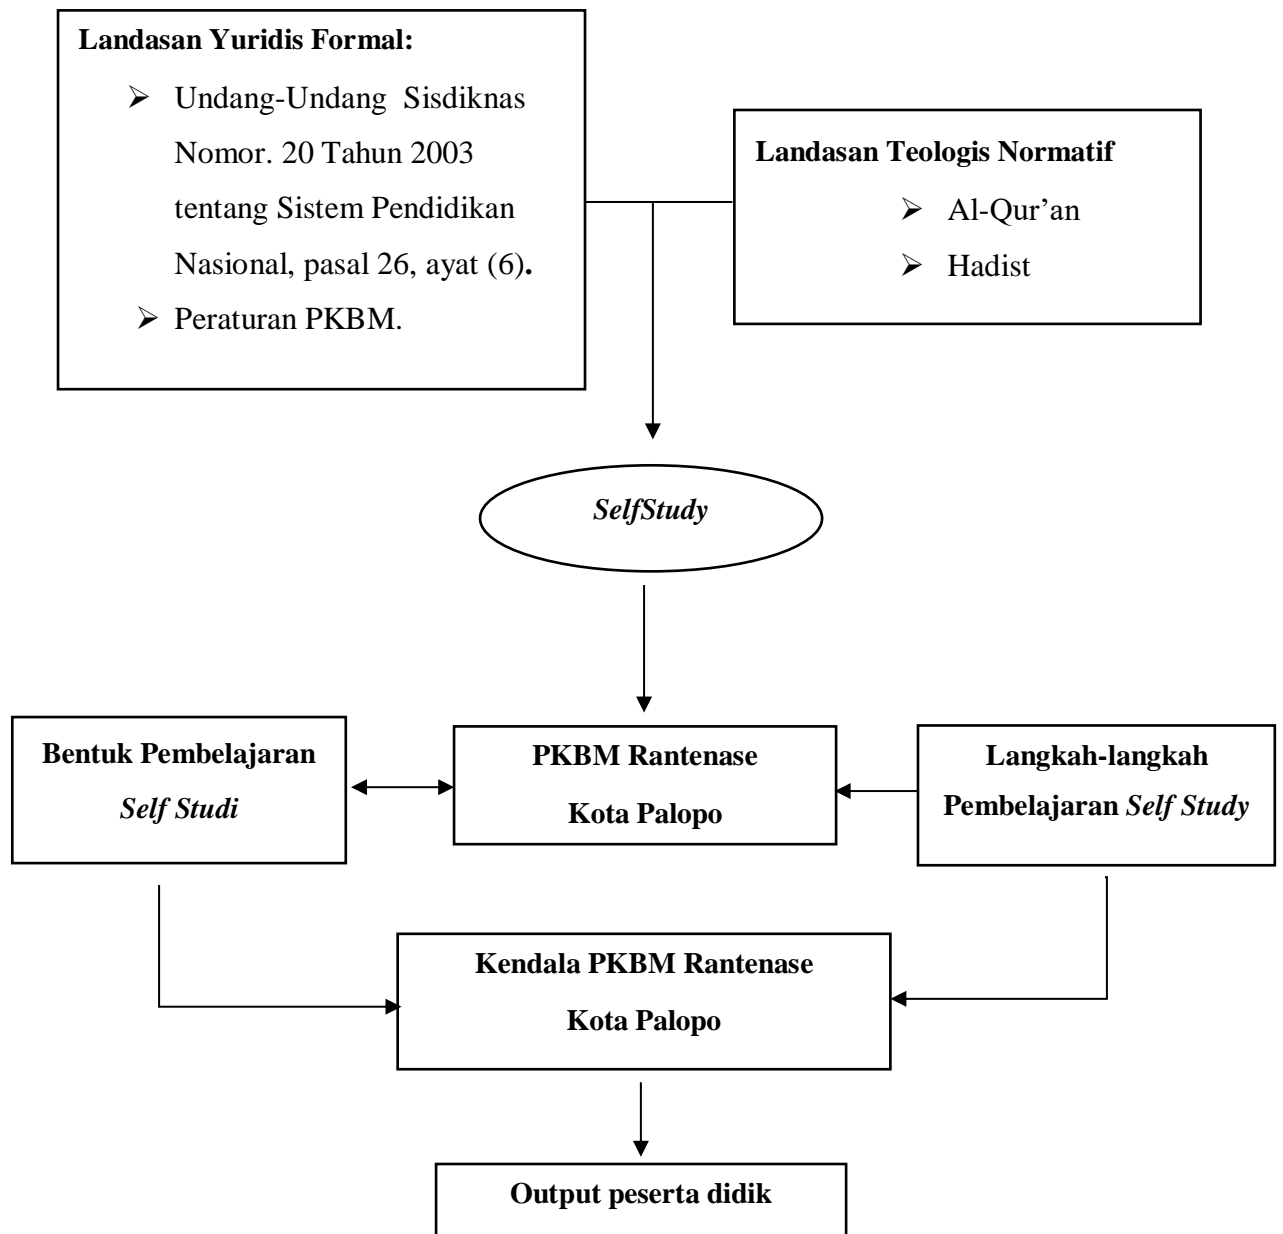 Landasan Yuridis Formal:
➢ Undang-Undang Sisdiknas
Nomor. 20 Tahun 2003
tentang Sistem Pendidikan
Nasional, pasal 26, ayat (6).
➢ Peraturan PKBM.
Landasan Teologis Normatif
➢ Al-Qur’an
➢ Hadist
SelfStudy
Bentuk Pembelajaran
Self Studi
PKBM Rantenase
Kota Palopo
Langkah-langkah
Pembelajaran Self Study
Kendala PKBM Rantenase
Kota Palopo
Output peserta didik